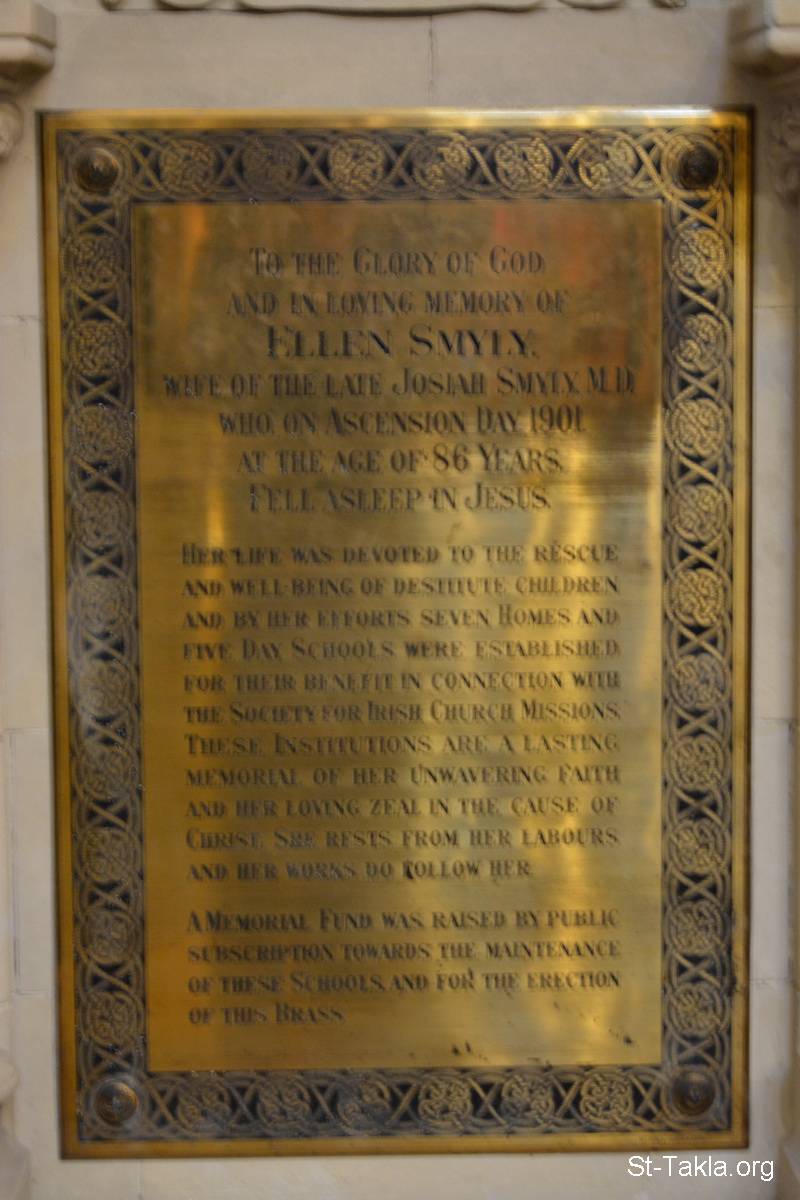 TO THE GLORY OF GOD
AND IN LOVING MEMORY OF
ELLEN SMYLY,
WIFE OF THE LATE JOSIAH SMYLY, M.D.
WHO, ON ASCENSION DAY, 1901.
AT THE AGE OF 86 YEARS,
FELL ASLEEP IN JESUS.
HER LIFE WAS DEVOTED TO THE RESCUE
AND WELL-BEING OF DESTITUTE CHILDREN
AND BY HER EFFORTS SEVEN HOMES AND
FIVE DAY SCHOOLS WERE ESTABLISHED
FOR THEIR BENEFIT IN CONNECTION WITH
THE SOCIETY FOR IRISH CHURCH MISSIONS.
THESE INSTITUTIONS ARE A LASTING
MEMORIAL OF HER UNWAVERING FAITH
AND HER LOVING ZEAL IN THE CAUSE OF
CHRIST. SHE RESTS FROM HER LABOURS
AND HER WORKS DO FOLLOW HER.
A MEMORIAL FUND WAS RAISED BY PUBLIC
SUBSCRIPTION TOWARDS THE MAINTENANCE
OF THESE SCHOOLS, AND FOR THE ERECTION
OF THIS BRASS.
St-Takla.org